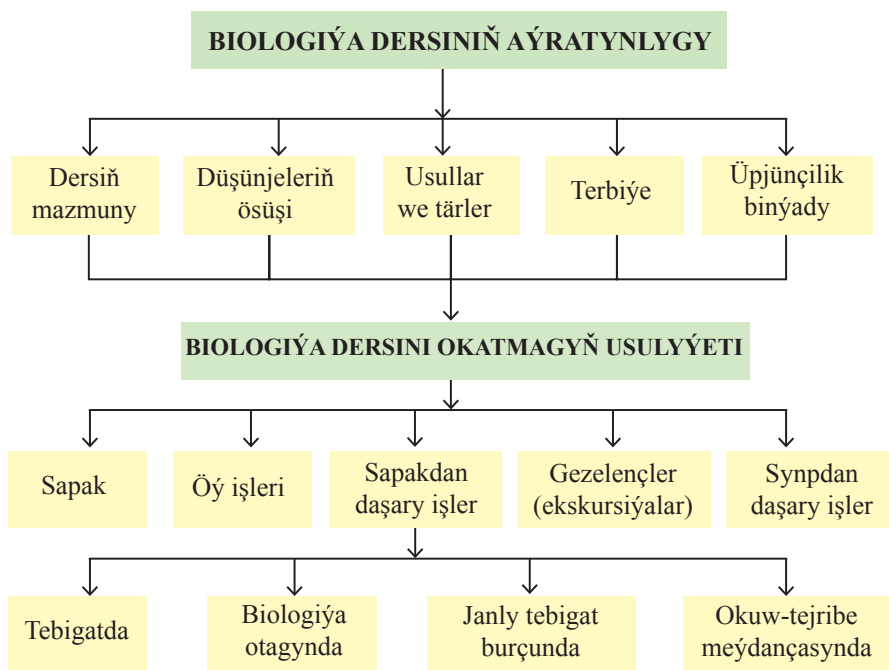 BIOLOGIÝA DERSINIŇ AÝRATYNLYGY
Dersiň
mazmuny
Düşünjeleriň
ösüşi
Usullar
we tärler
Terbiýe
Üpjünçilik
binýady
BIOLOGIÝA DERSINI OKATMAGYŇ USULYÝETI
Sapak
Öý işleri
Sapakdan
daşary işler
Gezelençler
(ekskursiýalar)
Synpdan
daşary işler
Tebigatda
Biologiýa
otagynda
Janly tebigat
burçunda
Okuw-tejribe
meýdançasynda